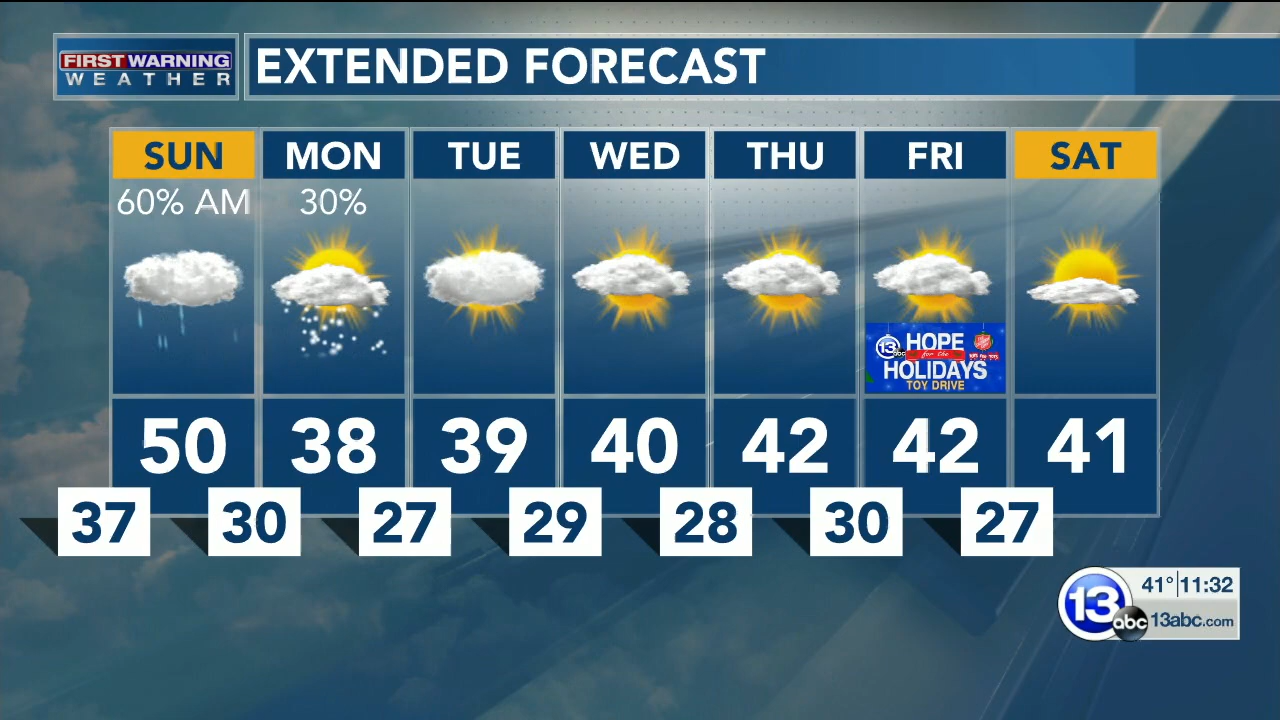 FIRST WARNING
WEATHER
EXTENDED FORECAST
SUN MON TUE WED THU FRI SAT
60% AM 30%
13 abc HOPE
for the
HOLIDAYS
TOY DRIVE
50 38 39 40 42 42 41
37 30 27 29 28 30 27
13 abc 41° 11:32
13abc.com